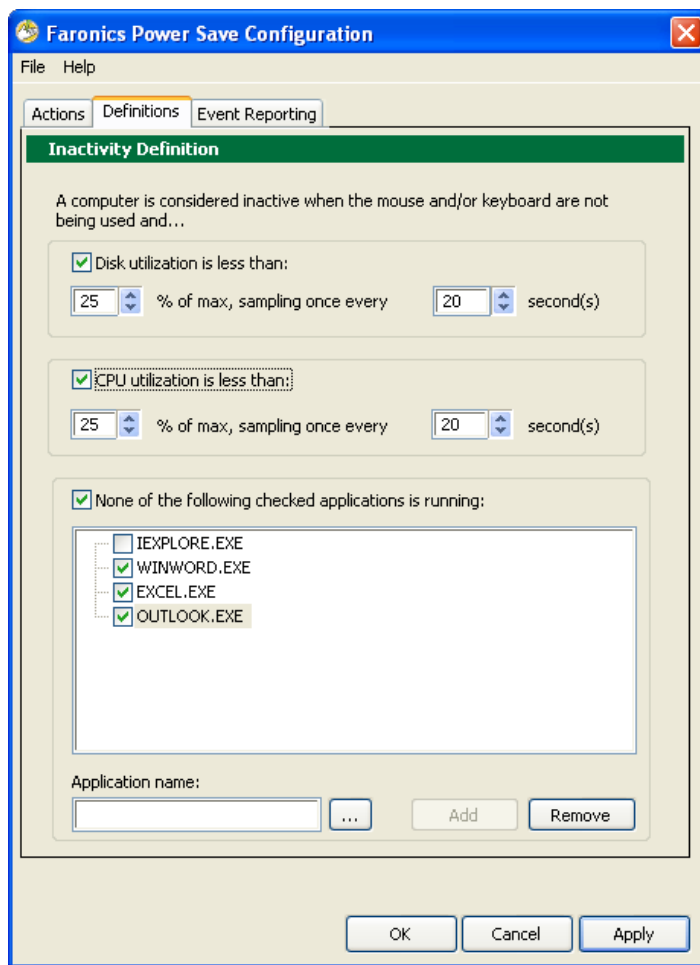 Faronics Power Save Configuration
File Help
Actions Definitions Event Reporting
Inactivity Definition
A computer is considered inactive when the mouse and/or keyboard are not
being used and...
Disk utilization is less than:
25 % of max, sampling once every 20 second(s)
CPU utilization is less than:
25 % of max, sampling once every 20 second(s)
None of the following checked applications is running:
IEXPLORE.EXE
WINWORD.EXE
EXCEL.EXE
OUTLOOK.EXE
Application name:
... Add Remove
OK Cancel Apply